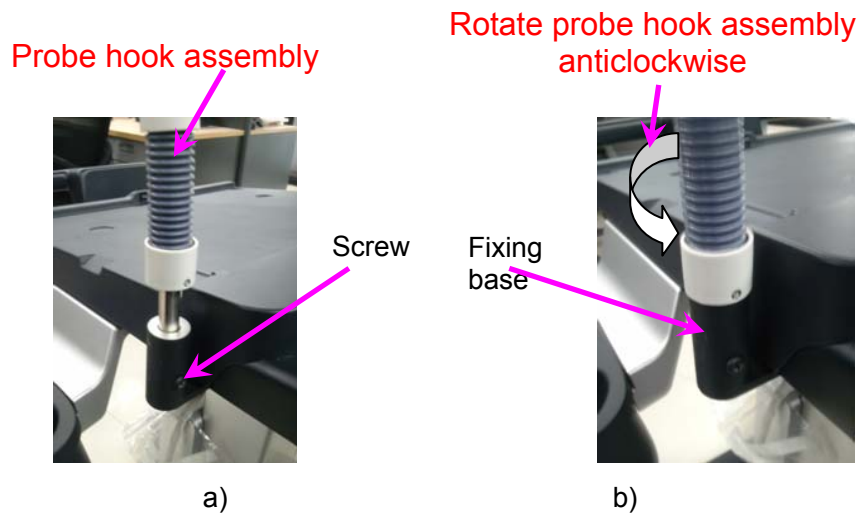 Rotate probe hook assembly
anticlockwise
Probe hook assembly
Screw
Fixing
base
a)
b)